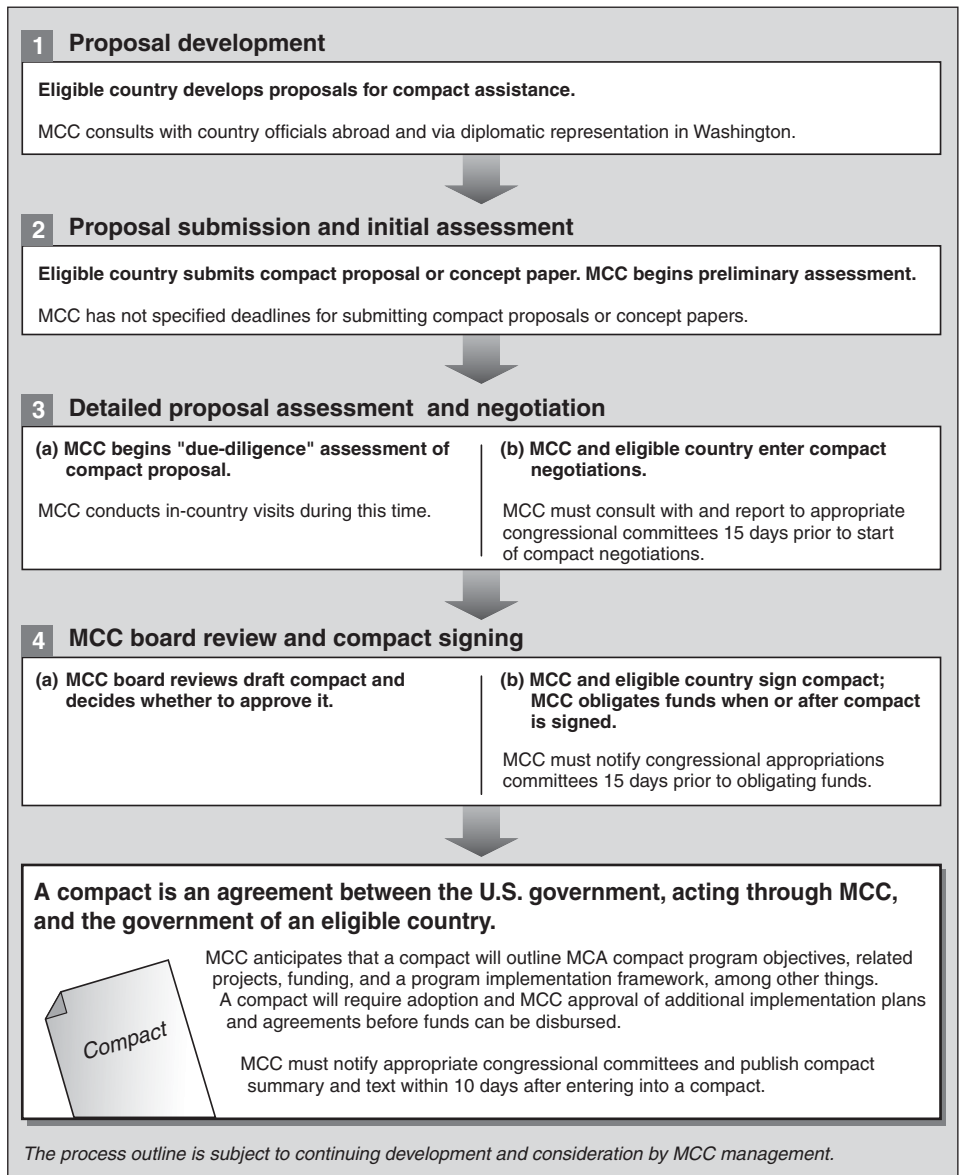 1 Proposal development
Eligible country develops proposals for compact assistance.
MCC consults with country officials abroad and via diplomatic representation in Washington.
2 Proposal submission and initial assessment
Eligible country submits compact proposal or concept paper. MCC begins preliminary assessment.
MCC has not specified deadlines for submitting compact proposals or concept papers.
3 Detailed proposal assessment and negotiation
(a) MCC begins "due-diligence" assessment of
compact proposal.
MCC conducts in-country visits during this time.
(b) MCC and eligible country enter compact
negotiations.
MCC must consult with and report to appropriate
congressional committees 15 days prior to start
of compact negotiations.
4 MCC board review and compact signing
(a) MCC board reviews draft compact and
decides whether to approve it.
(b) MCC and eligible country sign compact;
MCC obligates funds when or after compact
is signed.
MCC must notify congressional appropriations
committees 15 days prior to obligating funds.
A compact is an agreement between the U.S. government, acting through MCC,
and the government of an eligible country.
Compact
MCC anticipates that a compact will outline MCA compact program objectives, related
projects, funding, and a program implementation framework, among other things.
A compact will require adoption and MCC approval of additional implementation plans
and agreements before funds can be disbursed.
MCC must notify appropriate congressional committees and publish compact
summary and text within 10 days after entering into a compact.
The process outline is subject to continuing development and consideration by MCC management.